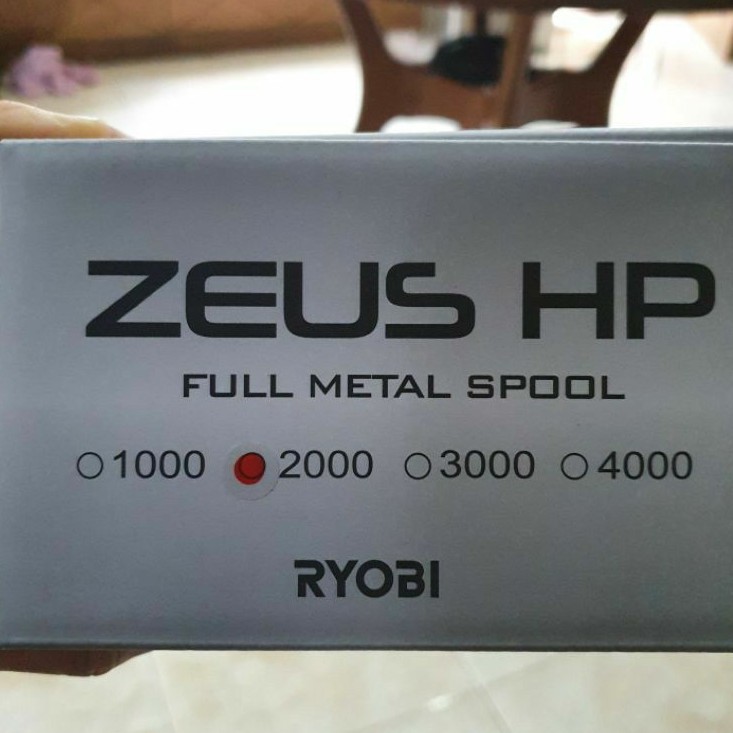 ZEUS HP
FULL METAL SPOOL
1000 2000 3000 4000
RYOBI